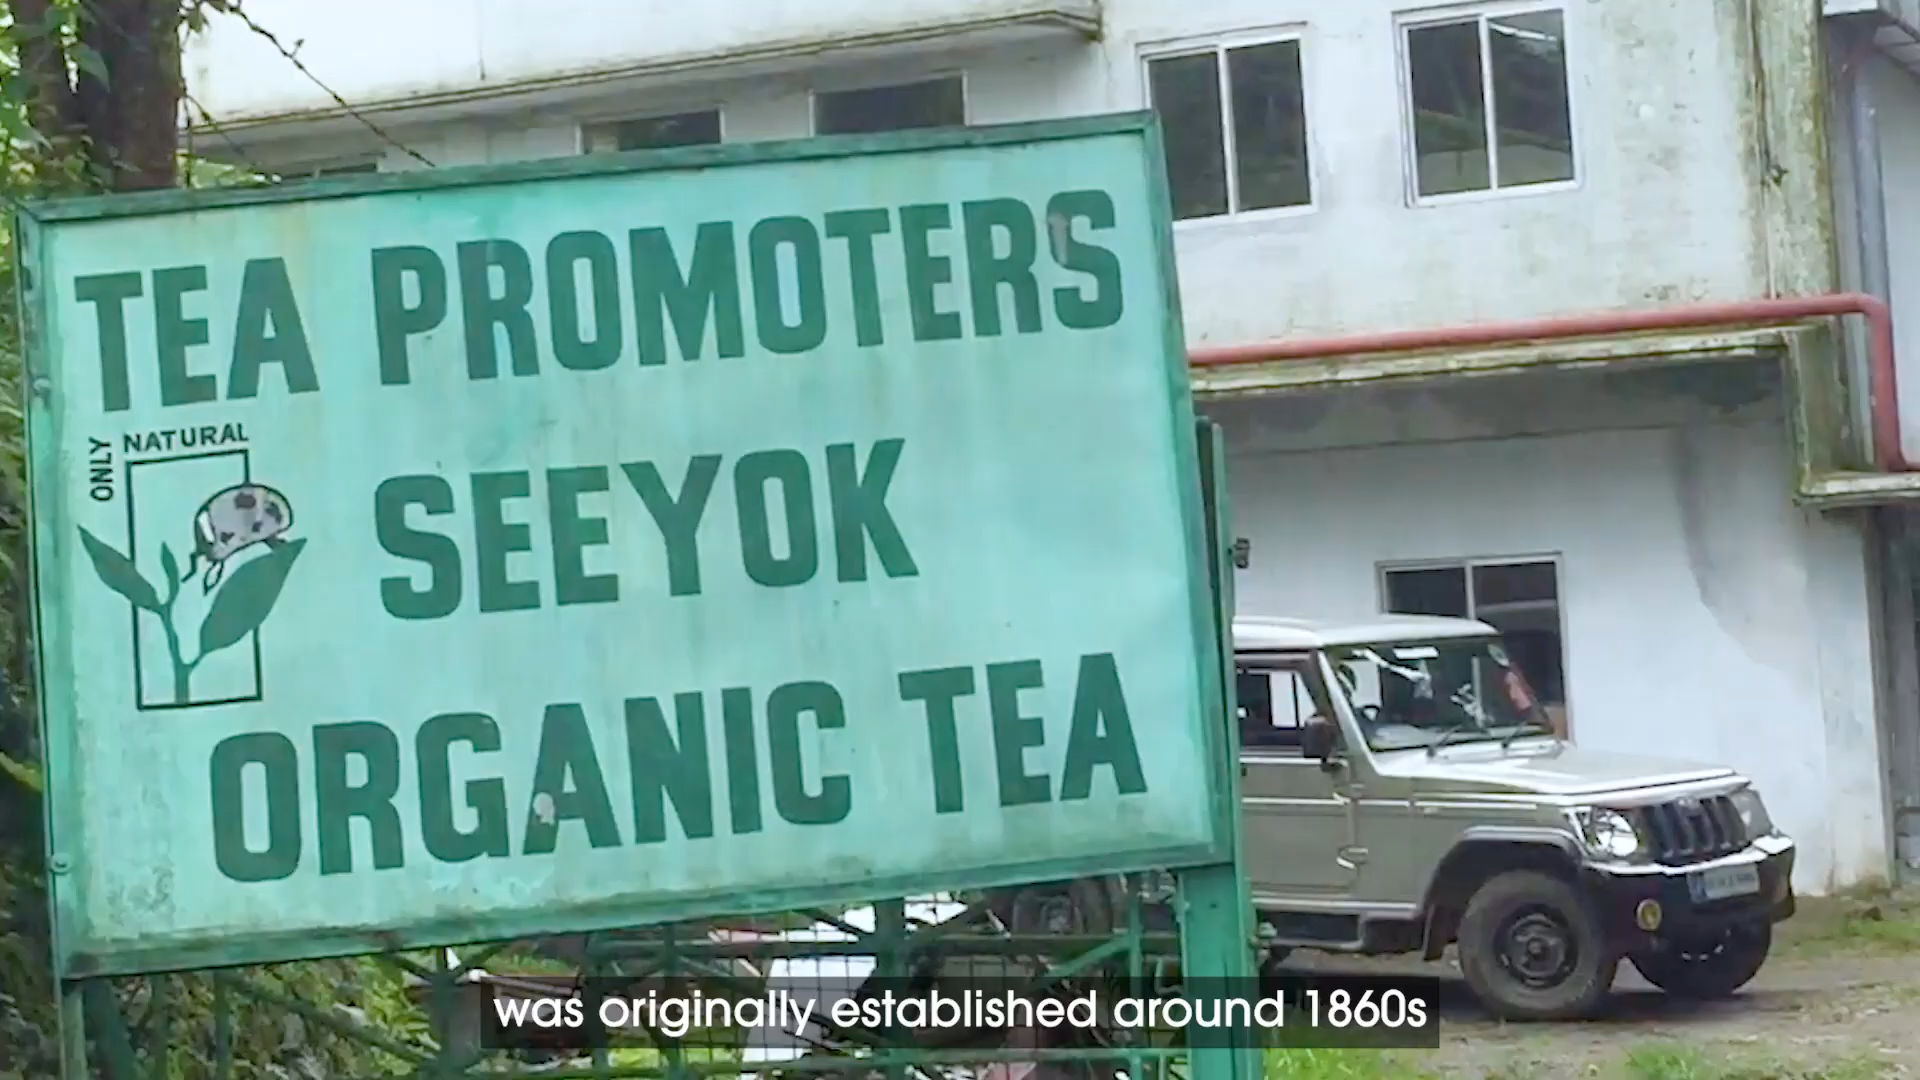 TEA PROMOTERS
ONLY NATURAL
SEEYOK
ORGANIC TEA
was originally established around 1860s